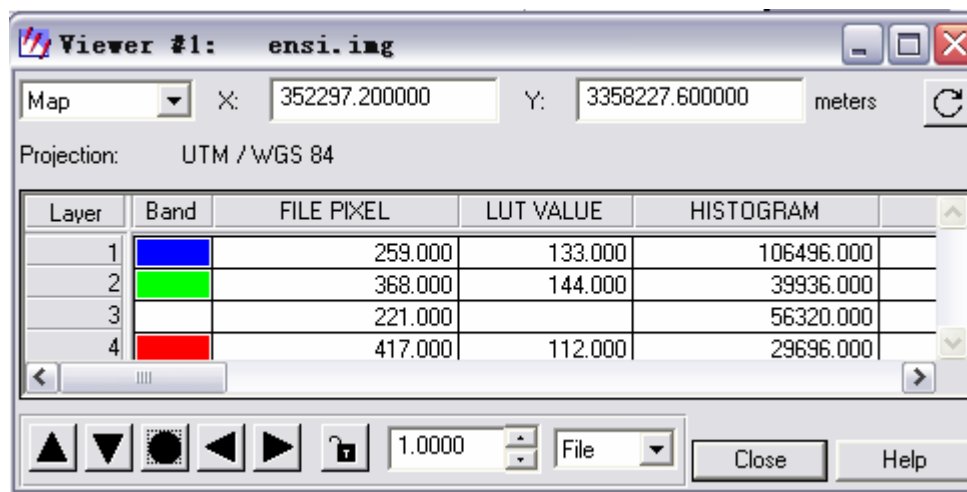 Viewer #1: ensi.img
Map X: 352297.200000 Y: 3358227.600000 meters
Projection: UTM / WGS 84
Layer Band FILE PIXEL LUT VALUE HISTOGRAM
1 259.000 133.000 106496.000
2 368.000 144.000 39936.000
3 221.000 56320.000
4 417.000 112.000 29696.000
1.0000 File Close Help